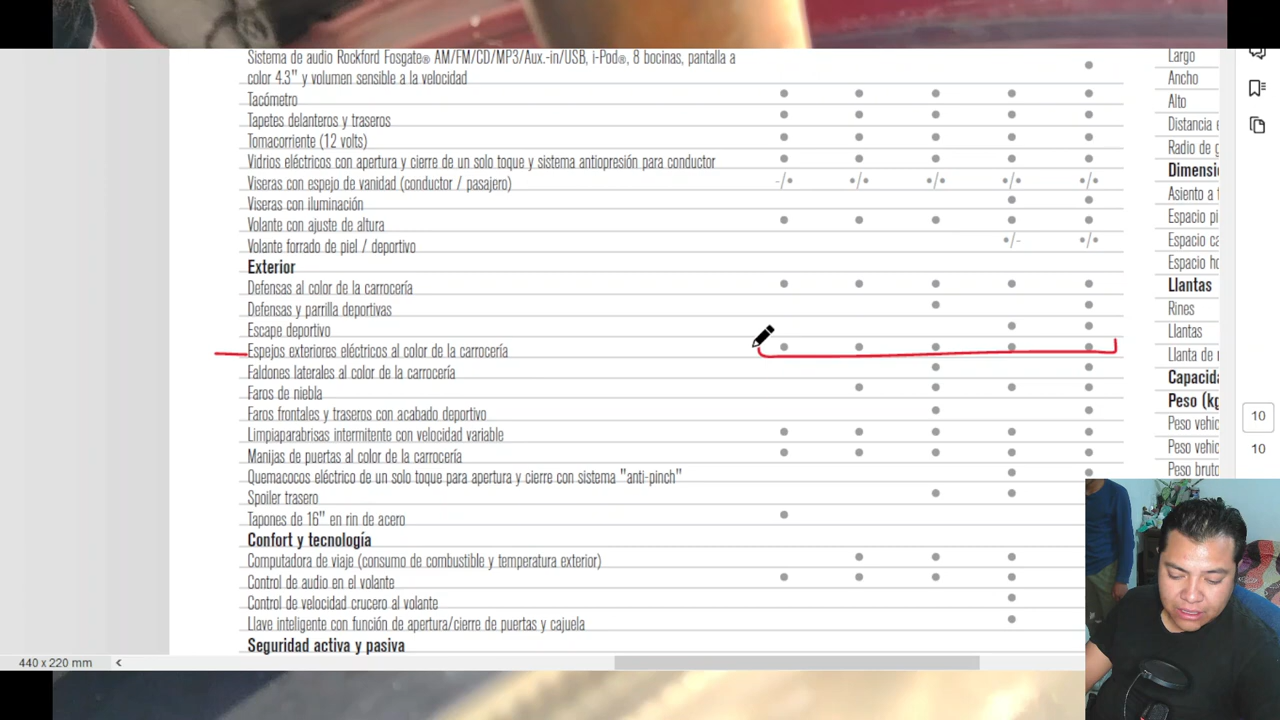 Sistema de audio Rockford Fosgate® AM/FM/CD/MP3/Aux.-in/USB, i-Pod®, 8 bocinas, pantalla a
color 4.3" y volumen sensible a la velocidad •
Tacómetro • • • • •
Tapetes delanteros y traseros • • • • •
Tomacorriente (12 volts) • • • • •
Vidrios eléctricos con apertura y cierre de un solo toque y sistema antiopresión para conductor • • • • •
Viseras con espejo de vanidad (conductor / pasajero) -/• •/• •/• •/• •/•
Viseras con iluminación • •
Volante con ajuste de altura • • • • •
Volante forrado de piel / deportivo •/- •/•
Exterior
Defensas al color de la carrocería • • • • •
Defensas y parrilla deportivas • •
Escape deportivo • •
Espejos exteriores eléctricos al color de la carrocería • • • • •
Faldones laterales al color de la carrocería • •
Faros de niebla • • • •
Faros frontales y traseros con acabado deportivo • •
Limpiaparabrisas intermitente con velocidad variable • • • • •
Manijas de puertas al color de la carrocería • • • • •
Quemacocos eléctrico de un solo toque para apertura y cierre con sistema "anti-pinch" • •
Spoiler trasero • •
Tapones de 16" en rin de acero •
Confort y tecnología
Computadora de viaje (consumo de combustible y temperatura exterior) • • •
Control de audio en el volante • • •
Control de velocidad crucero al volante •
Llave inteligente con función de apertura/cierre de puertas y cajuela •
Seguridad activa y pasiva
Largo
Ancho
Alto
Distancia e
Radio de g
Dimensi
Asiento a
Espacio pi
Espacio ca
Espacio ho
Llantas
Rines
Llantas
Llanta de
Capacida
Peso (kg
Peso vehic
Peso vehic
Peso bruto
10
10
440 x 220 mm